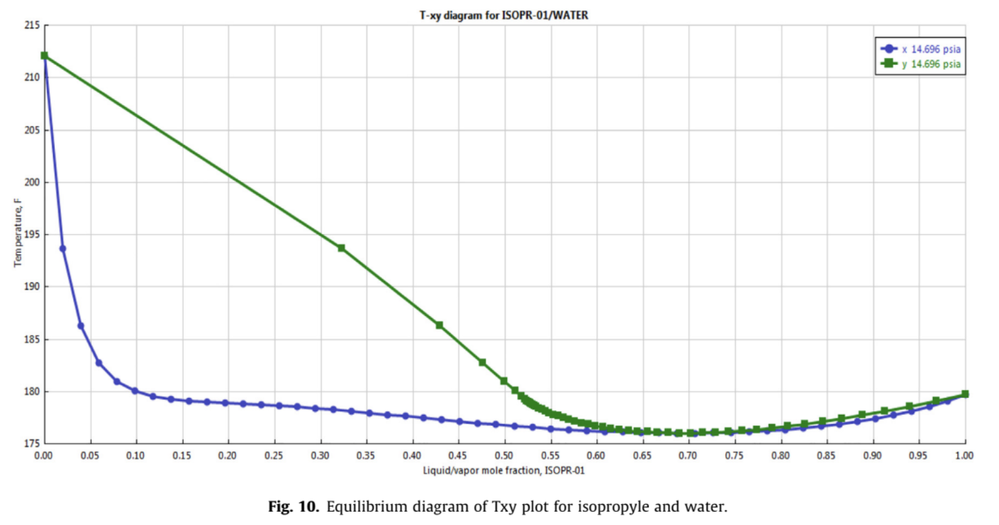 T-xy diagram for ISOPR-01/WATER
215
210
205
200
195
190
185
180
175
Temperature, F
x 14.696 psia
y 14.696 psia
0.00 0.05 0.10 0.15 0.20 0.25 0.30 0.35 0.40 0.45 0.50 0.55 0.60 0.65 0.70 0.75 0.80 0.85 0.90 0.95 1.00
Liquid/vapor mole fraction, ISOPR-01
Fig. 10. Equilibrium diagram of Txy plot for isopropyle and water.